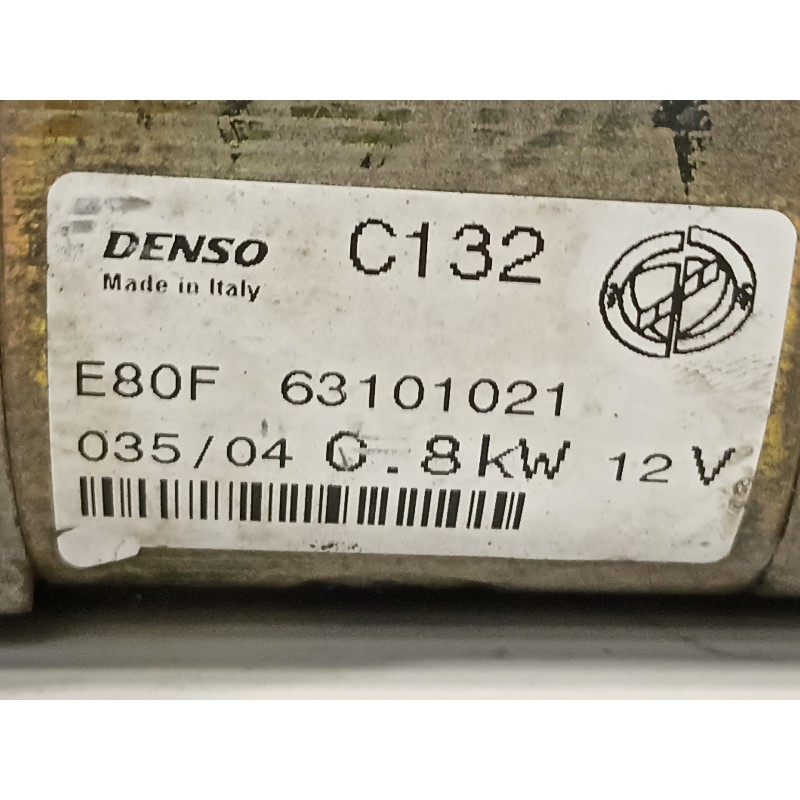 DENSO C132
Made in Italy
E80F 63101021
035/04 0.8kW 12V